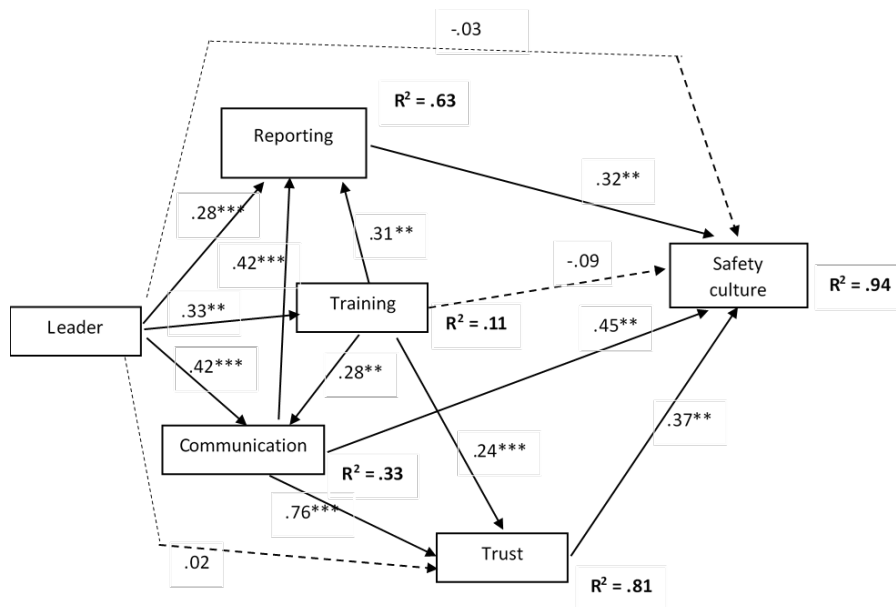 -.03
R² = .63
Reporting
.32**
.28***
.31**
.42***
-.09
Safety
culture
R² = .94
Training
.33**
R² = .11
Leader
.45**
.42***
.28**
.37**
Communication
.24***
R² = .33
.76***
Trust
.02
R² = .81